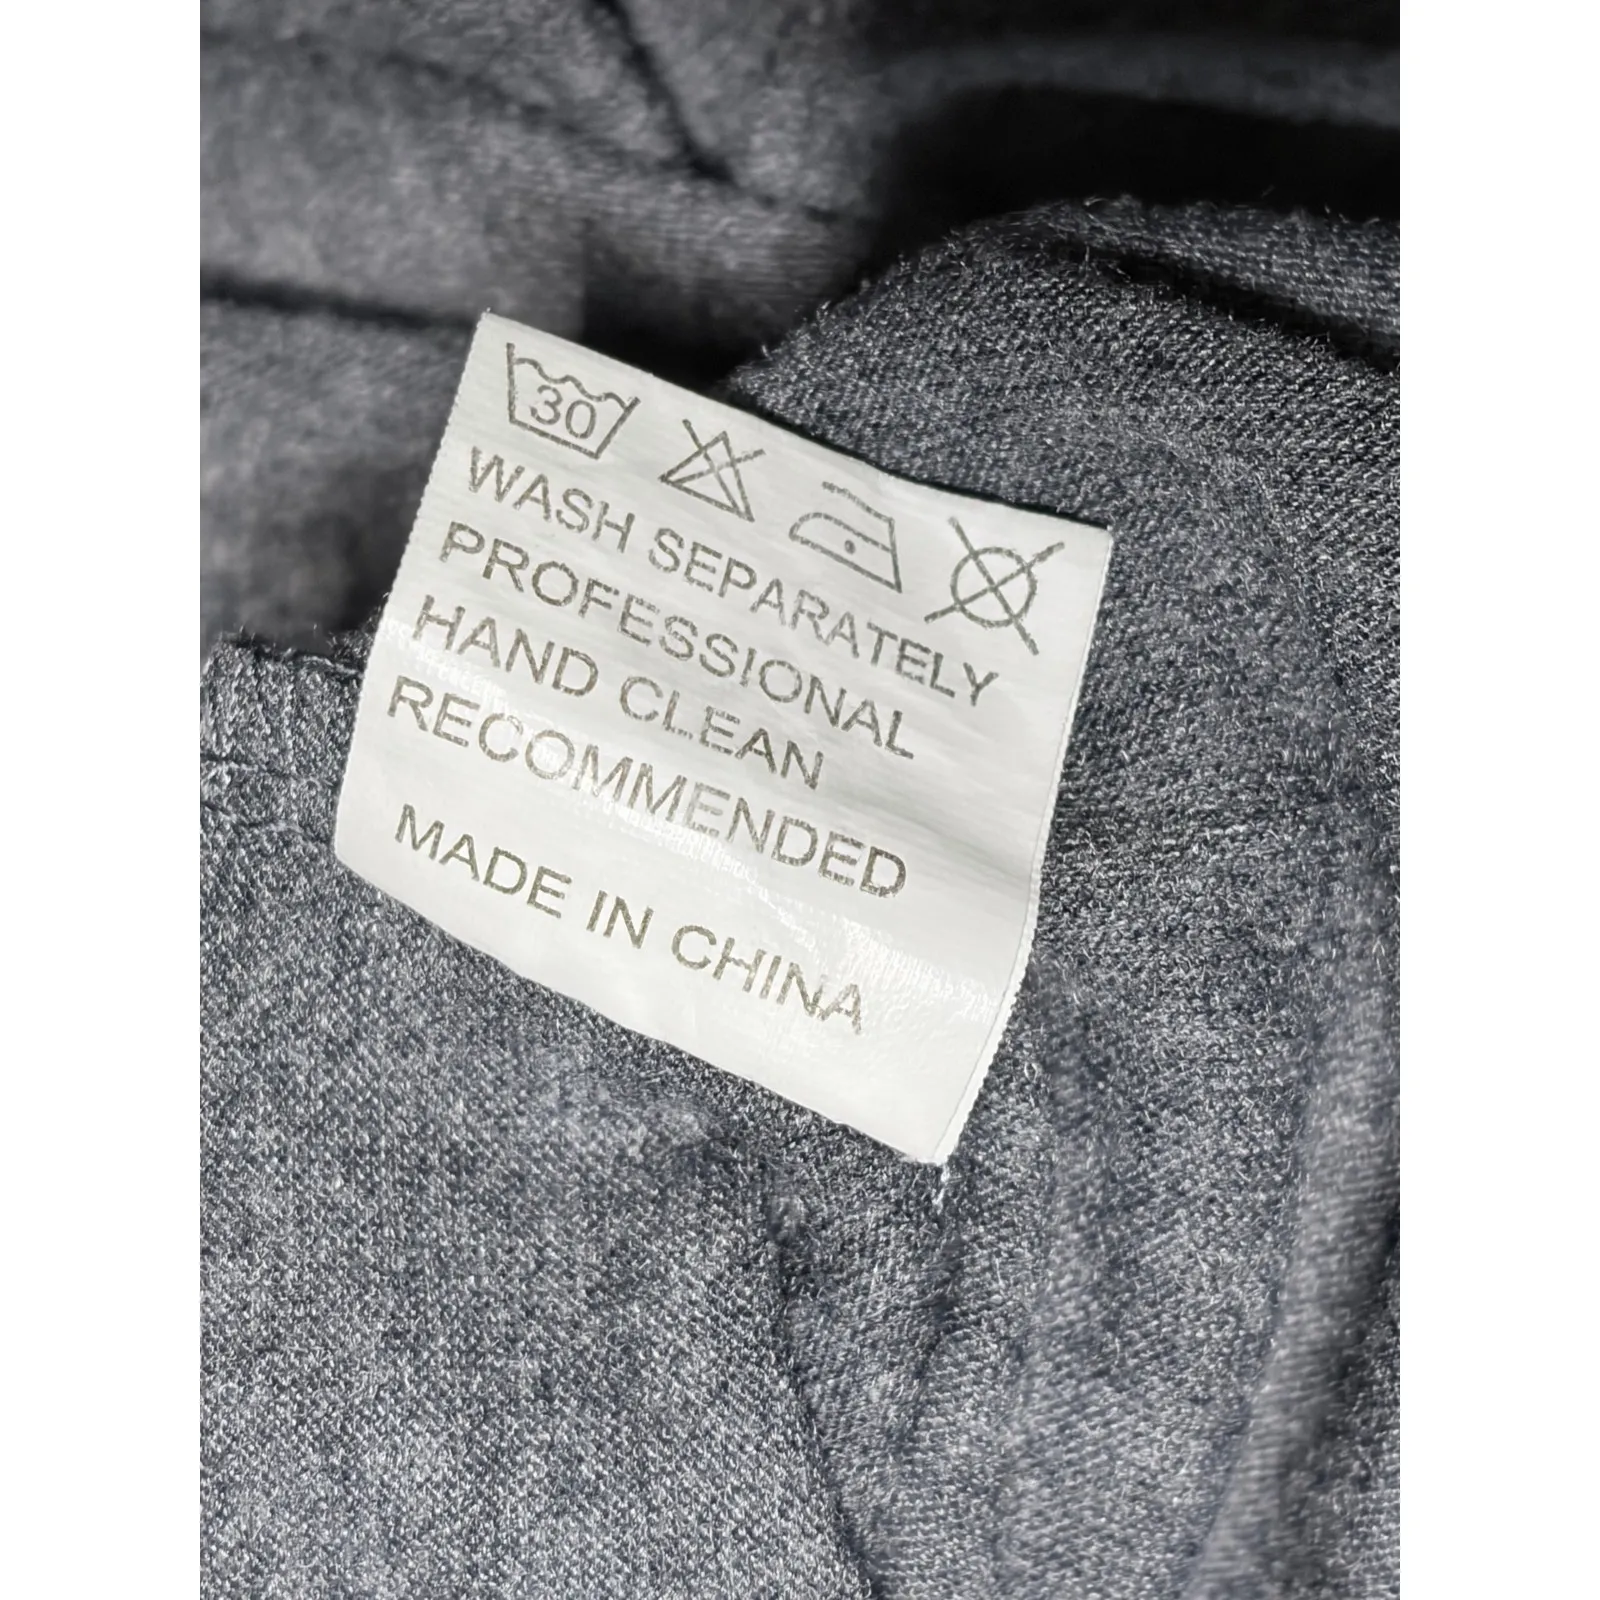 30
WASH SEPARATELY
PROFESSIONAL
HAND CLEAN
RECOMMENDED
MADE IN CHINA